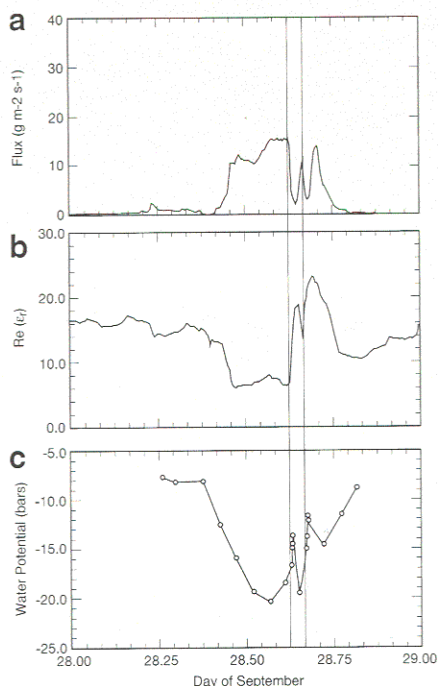 a
40
30
20
10
0
Flux (g m-2 s-1)
b
30.0
20.0
10.0
0.0
Re (εr)
c
-5.0
-10.0
-15.0
-20.0
-25.0
Water Potential (bars)
28.00 28.25 28.50 28.75 29.00
Day of September